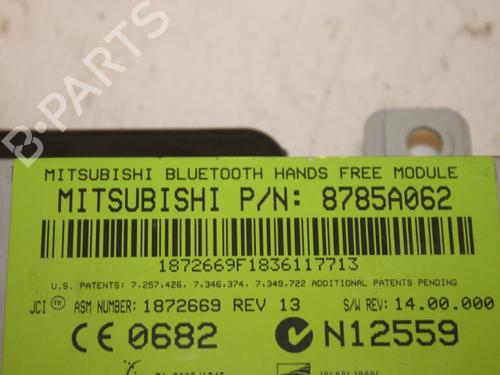 B-PARTS
MITSUBISHI BLUETOOTH HANDS FREE MODULE
MITSUBISHI P/N: 8785A062
1872669F1836117713
U.S. PATENTS: 7,257,426, 7,346,374, 7,349,722 ADDITIONAL PATENTS PENDING
JCI TM ASM NUMBER: 1872669 REV 13 S/W REV: 14.00.000
CE 0682 N12559